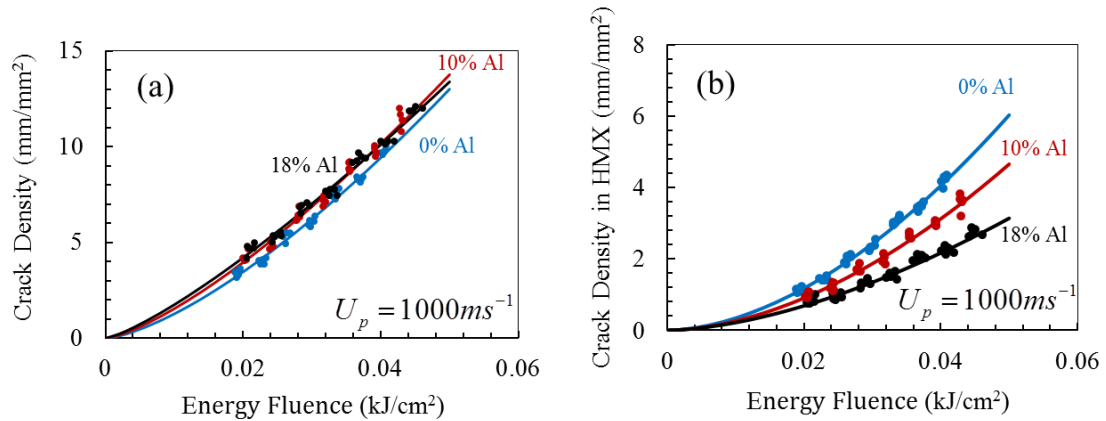 Crack Density (mm/mm²)
15
10
5
0
(a)
10% Al
18% Al
0% Al
U_p = 1000ms⁻¹
0 0.02 0.04 0.06
Energy Fluence (kJ/cm²)
Crack Density in HMX (mm/mm²)
8
6
4
2
0
(b)
0% Al
10% Al
18% Al
U_p = 1000ms⁻¹
0 0.02 0.04 0.06
Energy Fluence (kJ/cm²)